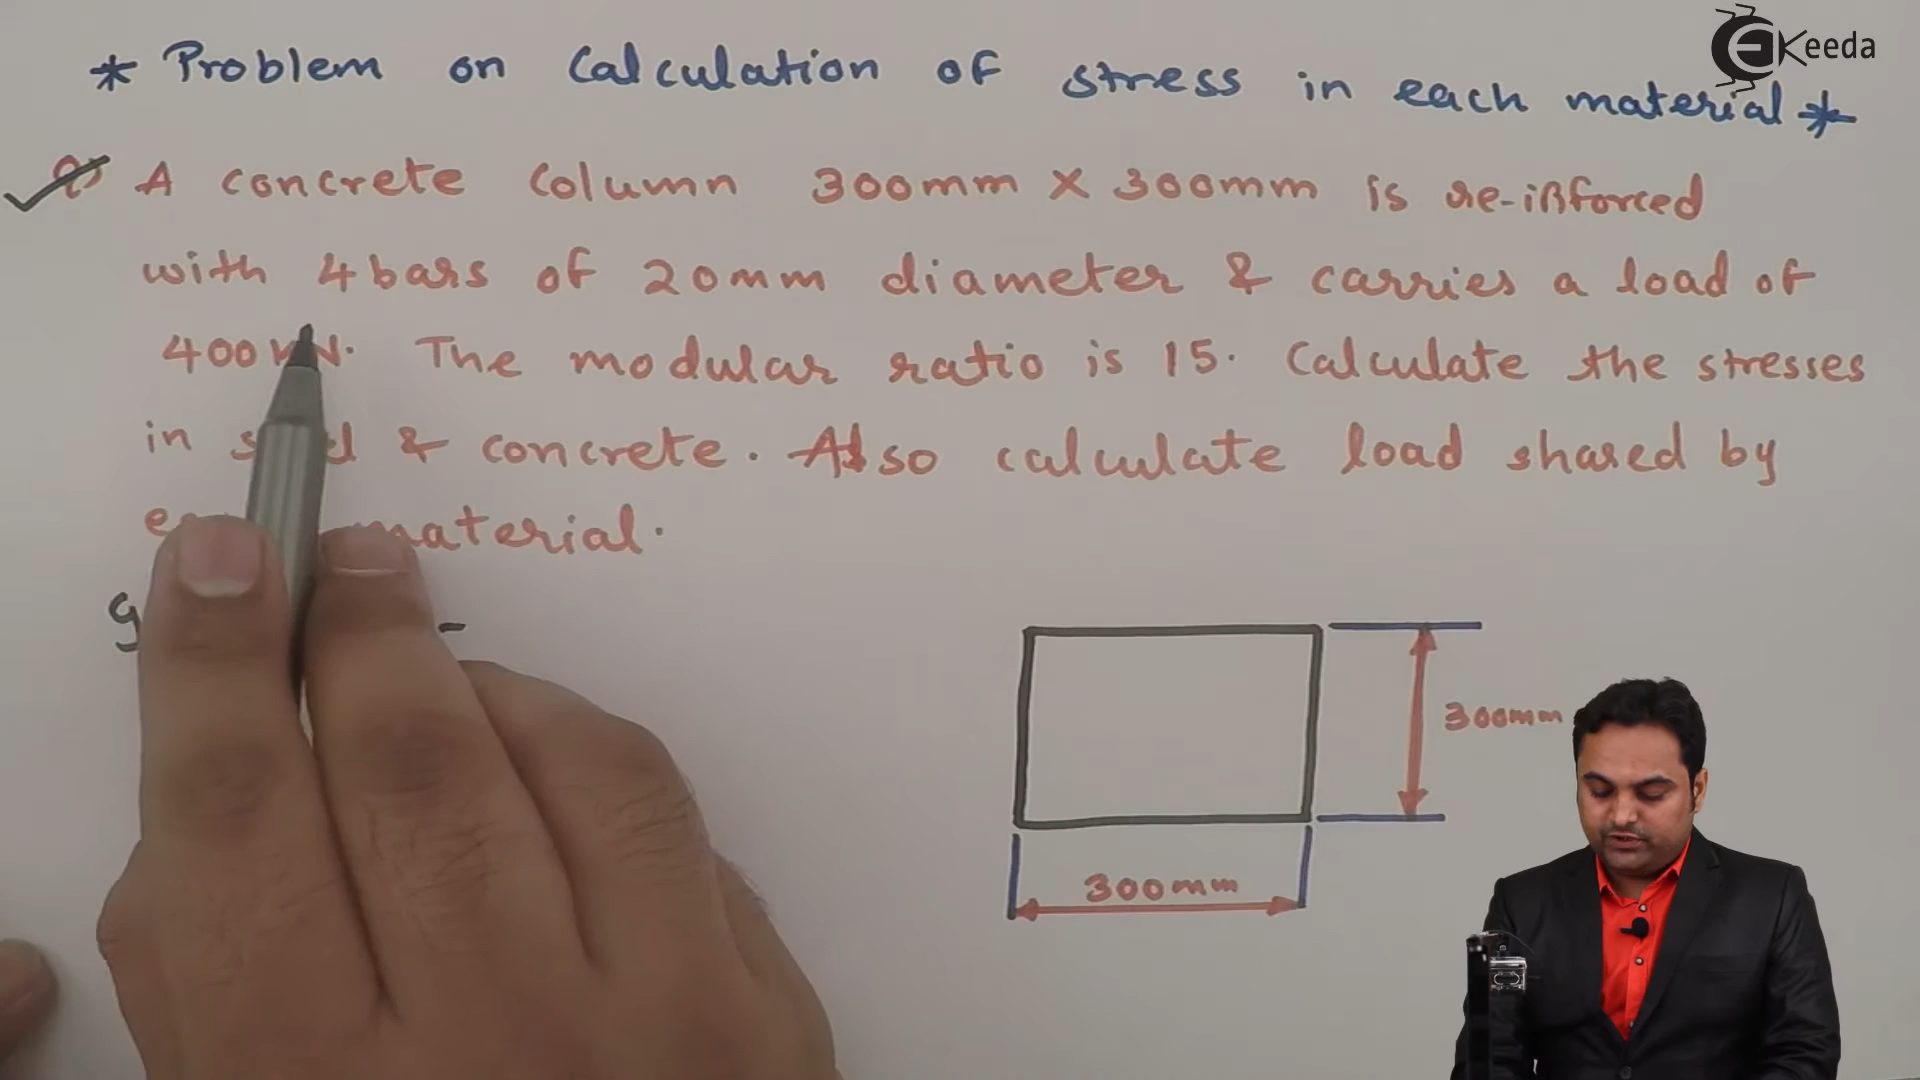 EKeeda
* Problem on Calculation of stress in each material *
Q) A concrete column 300mm X 300mm is re-inforced
with 4 bars of 20mm diameter & carries a load of
400 kN. The modular ratio is 15. Calculate the stresses
in & concrete. Also calculate load shared by
material.
300mm
300mm